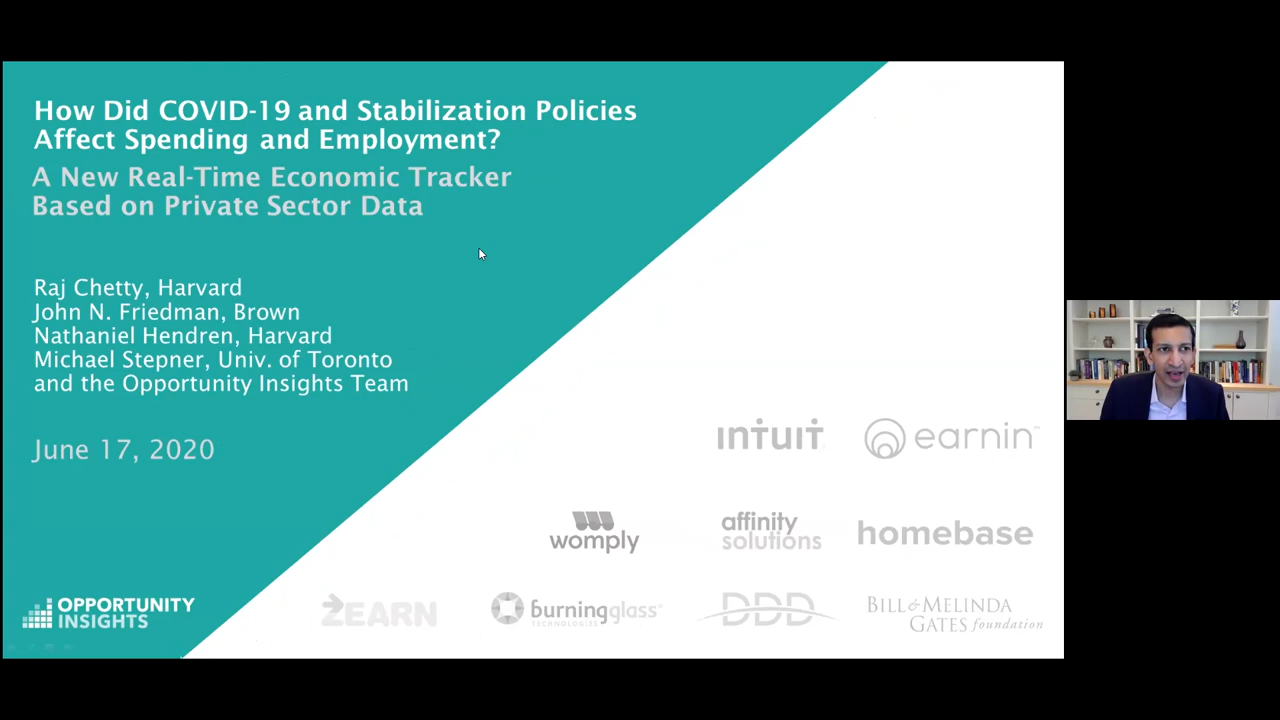 How Did COVID-19 and Stabilization Policies
Affect Spending and Employment?
A New Real-Time Economic Tracker
Based on Private Sector Data
Raj Chetty, Harvard
John N. Friedman, Brown
Nathaniel Hendren, Harvard
Michael Stepner, Univ. of Toronto
and the Opportunity Insights Team
June 17, 2020
intuit
earnin
womply
affinity
solutions
homebase
OPPORTUNITY
INSIGHTS
ZEARN
burningglass
TECHNOLOGIES
DDD
BILL & MELINDA
GATES foundation